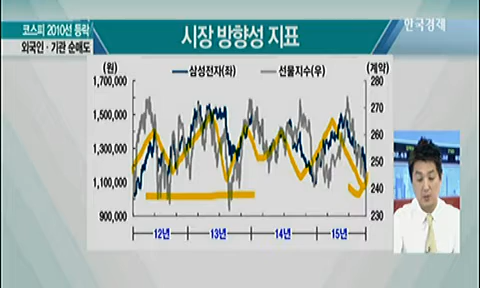 코스피 2010선 등락
외국인·기관 순매도
시장 방향성 지표
한국경제
(원) 삼성전자(좌) 선물지수(우) (계약)
1,700,000 280
1,500,000 270
1,300,000 260
1,100,000 250
900,000 240
230
12년 13년 14년 15년